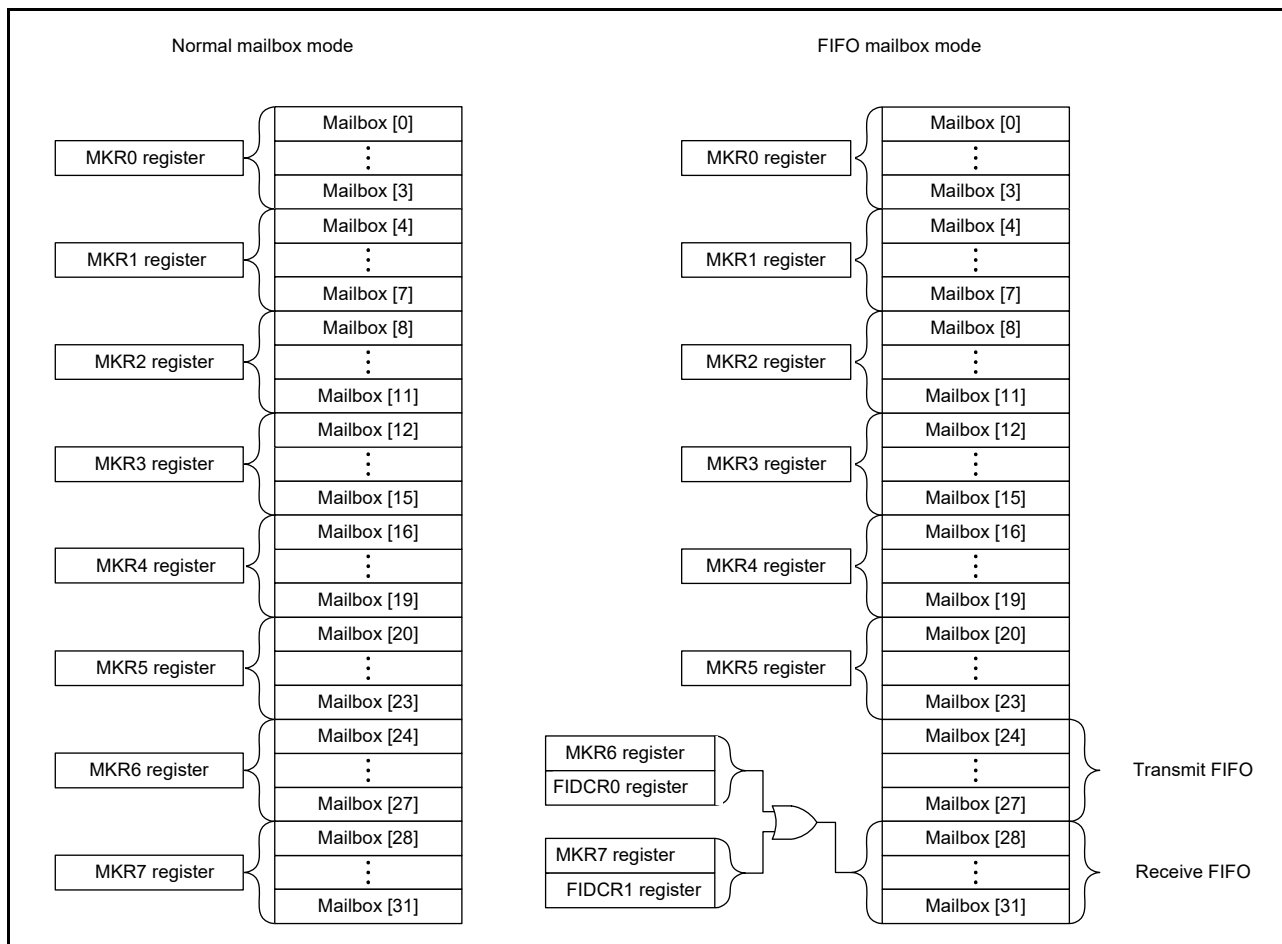 Normal mailbox mode
MKR0 register
Mailbox [0]
Mailbox [3]
MKR1 register
Mailbox [4]
Mailbox [7]
MKR2 register
Mailbox [8]
Mailbox [11]
MKR3 register
Mailbox [12]
Mailbox [15]
MKR4 register
Mailbox [16]
Mailbox [19]
MKR5 register
Mailbox [20]
Mailbox [23]
MKR6 register
Mailbox [24]
Mailbox [27]
MKR7 register
Mailbox [28]
Mailbox [31]
FIFO mailbox mode
MKR0 register
Mailbox [0]
Mailbox [3]
MKR1 register
Mailbox [4]
Mailbox [7]
MKR2 register
Mailbox [8]
Mailbox [11]
MKR3 register
Mailbox [12]
Mailbox [15]
MKR4 register
Mailbox [16]
Mailbox [19]
MKR5 register
Mailbox [20]
Mailbox [23]
MKR6 register
FIDCR0 register
Mailbox [24]
Mailbox [27]
Transmit FIFO
MKR7 register
FIDCR1 register
Mailbox [28]
Mailbox [31]
Receive FIFO